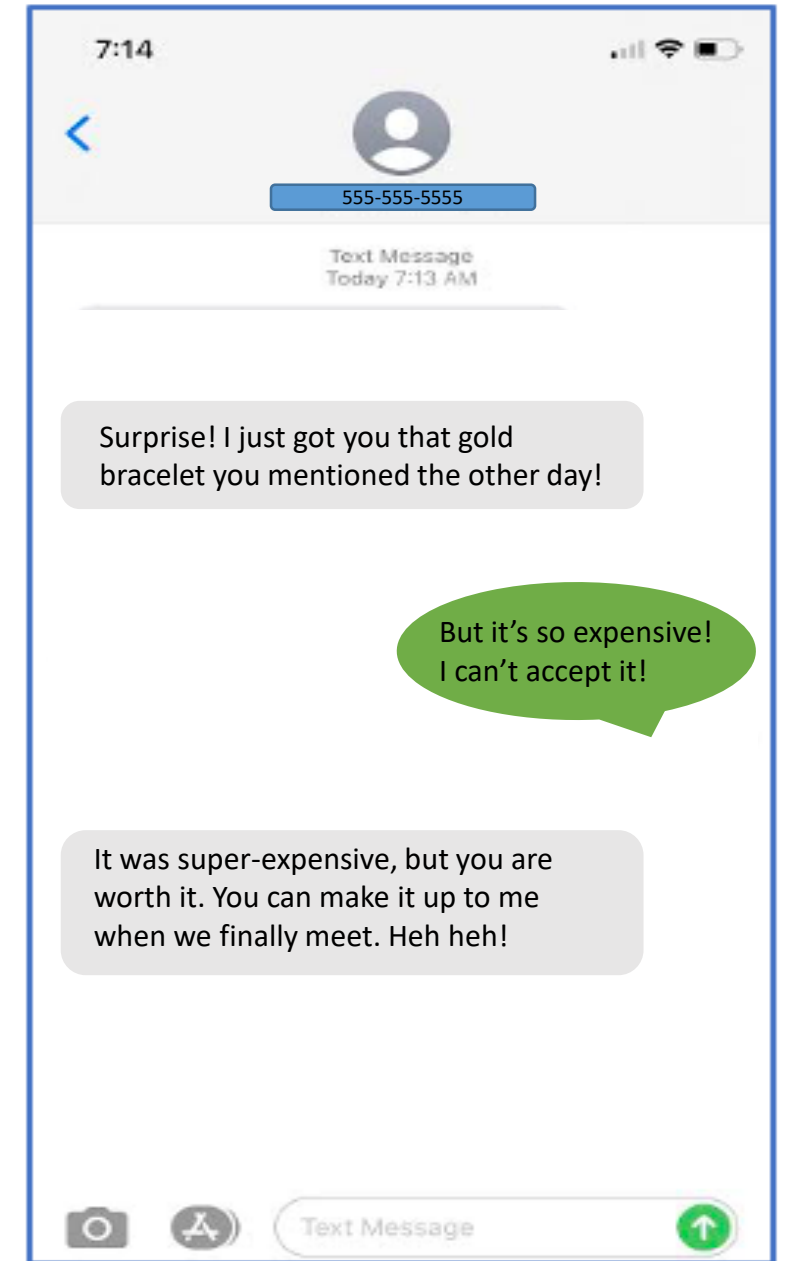 7:14
555-555-5555
Text Message
Today 7:13 AM
Surprise! I just got you that gold
bracelet you mentioned the other day!
But it’s so expensive!
I can’t accept it!
It was super-expensive, but you are
worth it. You can make it up to me
when we finally meet. Heh heh!
Text Message